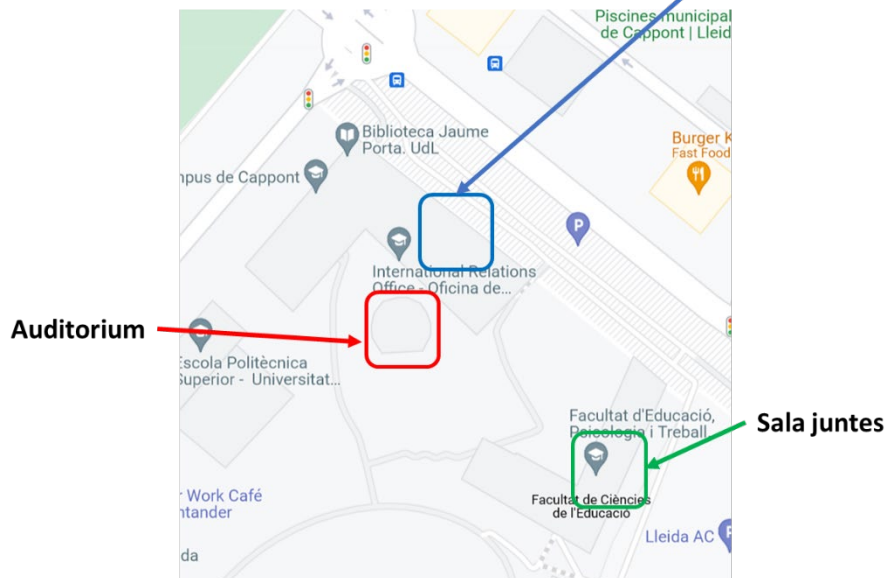 Piscines municipal
de Cappont | Lleid
Biblioteca Jaume
Porta. UdL
Burger K
Fast Food
npus de Cappont
P
International Relations
Office - Oficina de...
Auditorium
Escola Politècnica
Superior - Universitat...
Facultat d'Educació,
Psicologia i Treball
Sala juntes
r Work Café
ntander
Facultat de Ciències
de l'Educació
Lleida AC
P
da